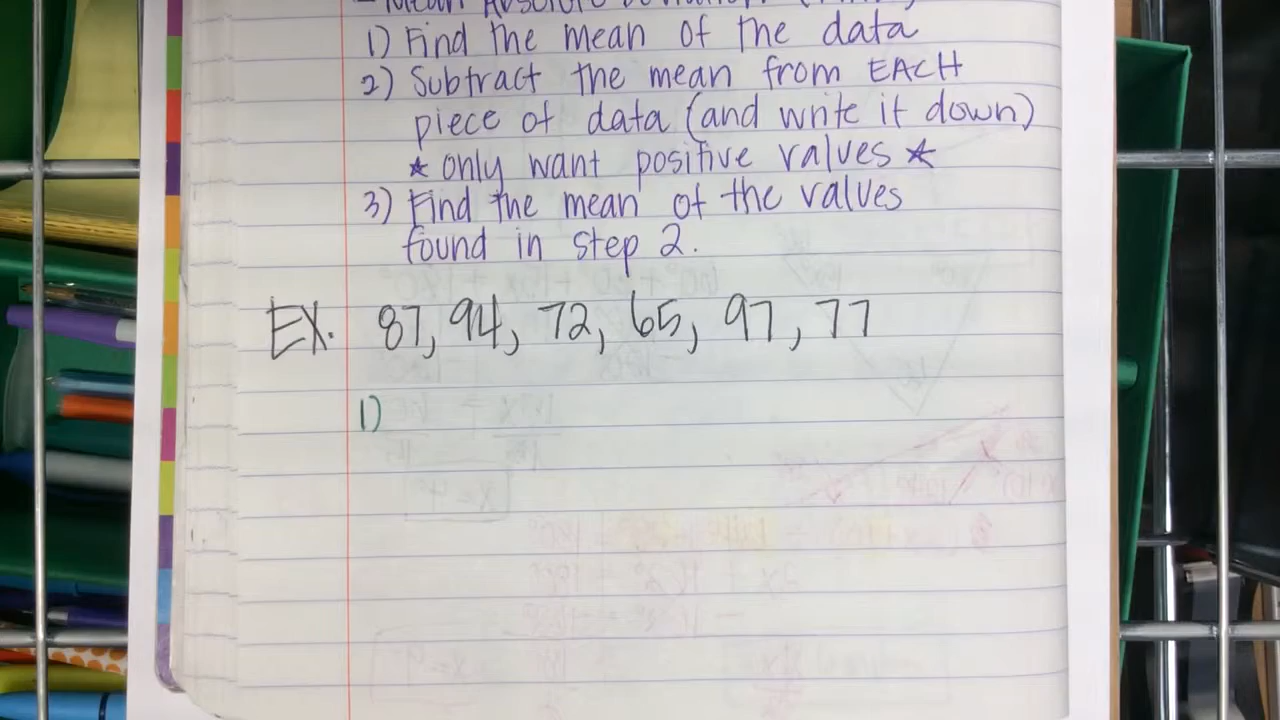 - Mean Absolute
1) Find the mean of the data
2) Subtract the mean from EACH
piece of data (and write it down)
* only want positive values *
3) Find the mean of the values
found in step 2.
EX. 87, 94, 72, 65, 97, 77
1)